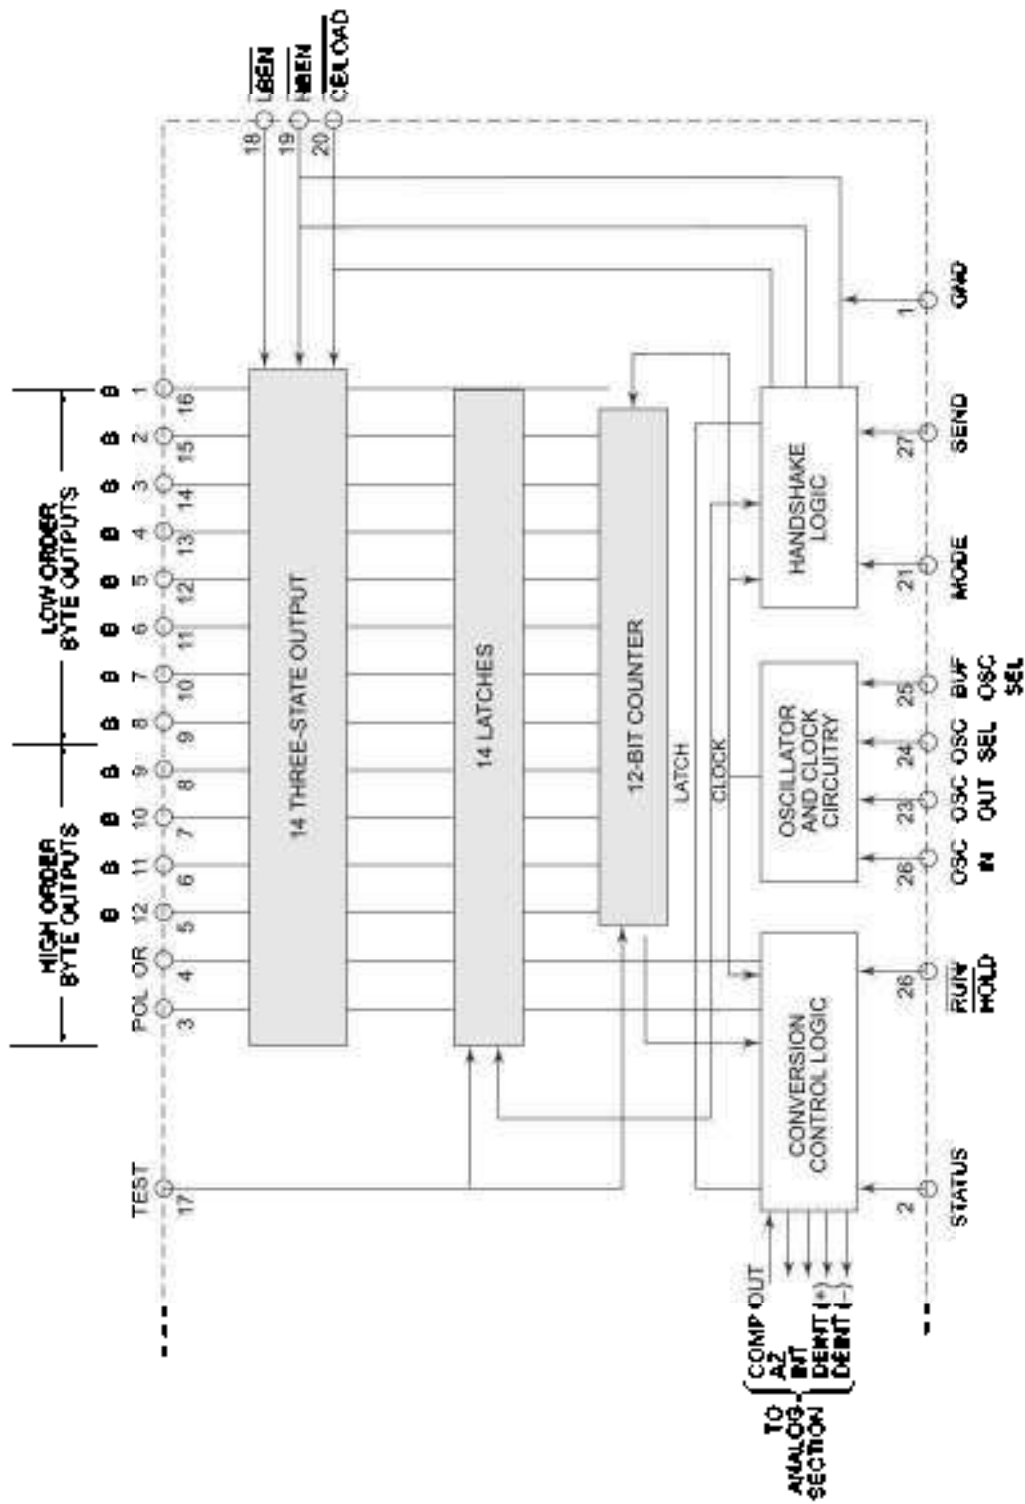 HIGH ORDER
BYTE OUTPUTS
LOW ORDER
BYTE OUTPUTS
TEST
POL
OR
B
12
B
11
B
10
B
9
B
8
B
7
B
6
B
5
B
4
B
3
B
2
B
1
17
3
4
5
6
7
8
9
10
11
12
13
14
15
16
14 THREE-STATE OUTPUT
18
LBEN
19
HBEN
20
CE/LOAD
14 LATCHES
12-BIT COUNTER
LATCH
CLOCK
COMP OUT
AZ
INT
DEINT (+)
DEINT (–)
TO
ANALOG
SECTION
CONVERSION
CONTROL LOGIC
OSCILLATOR
AND CLOCK
CIRCUITRY
HANDSHAKE
LOGIC
2
26
26
23
24
25
21
27
1
STATUS
RUN/
HOLD
OSC
IN
OSC
OUT
OSC
SEL
BUF
OSC
SEL
MODE
SEND
GND